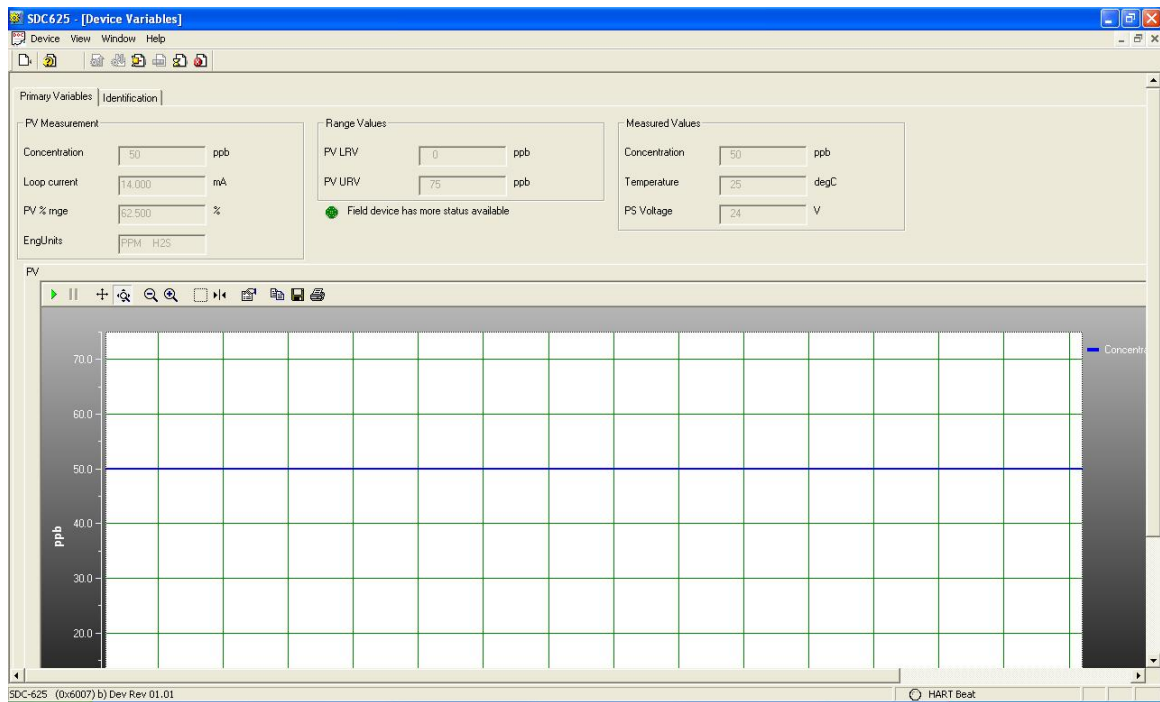 SDC625 - [Device Variables]
Device View Window Help
Primary Variables Identification
PV Measurement
Concentration 50 ppb
Loop current 14.000 mA
PV % rnge 62.500 %
EngUnits PPM H2S
Range Values
PV LRV 0 ppb
PV URV 75 ppb
Field device has more status available
Measured Values
Concentration 50 ppb
Temperature 25 degC
PS Voltage 24 V
PV
70.0
60.0
50.0
40.0
30.0
20.0
ppb
Concentra
SDC-625 (0x6007) b) Dev Rev 01.01
HART Beat